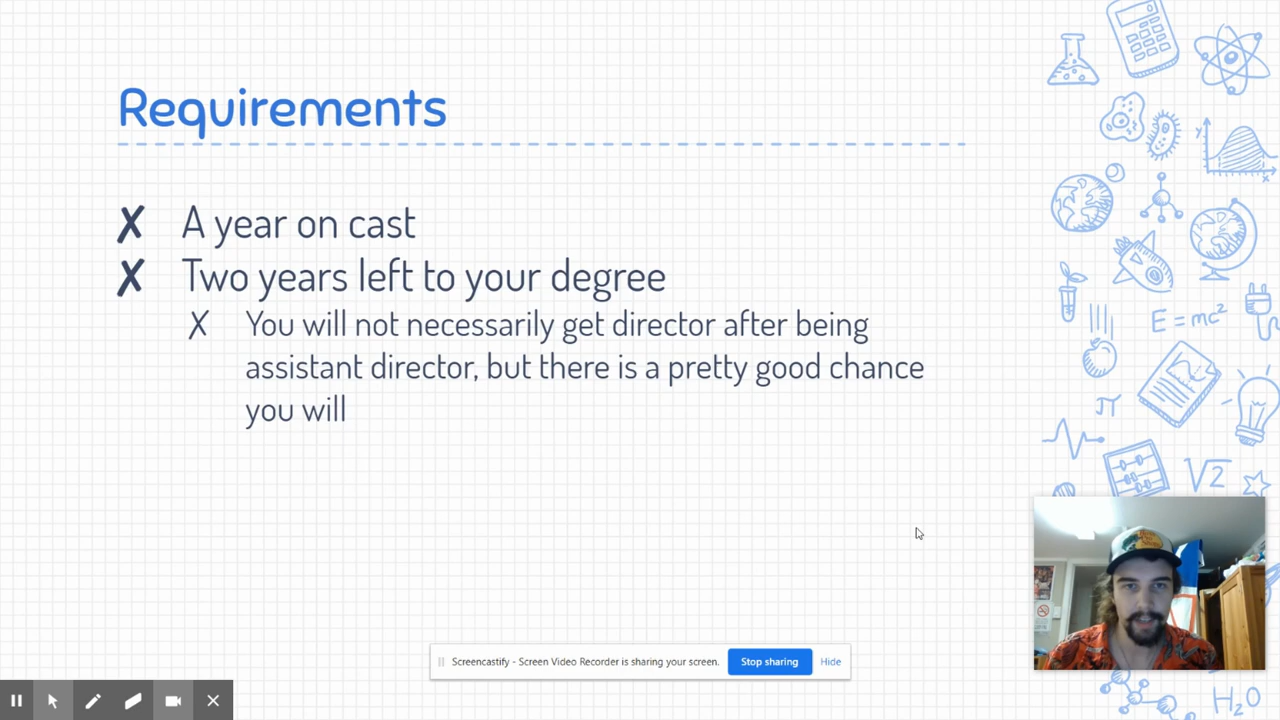 Requirements
✗ A year on cast
✗ Two years left to your degree
✗ You will not necessarily get director after being
assistant director, but there is a pretty good chance
you will
y
x
E=mc²
π
√2
Screencastify - Screen Video Recorder is sharing your screen.
Stop sharing
Hide
H₂O